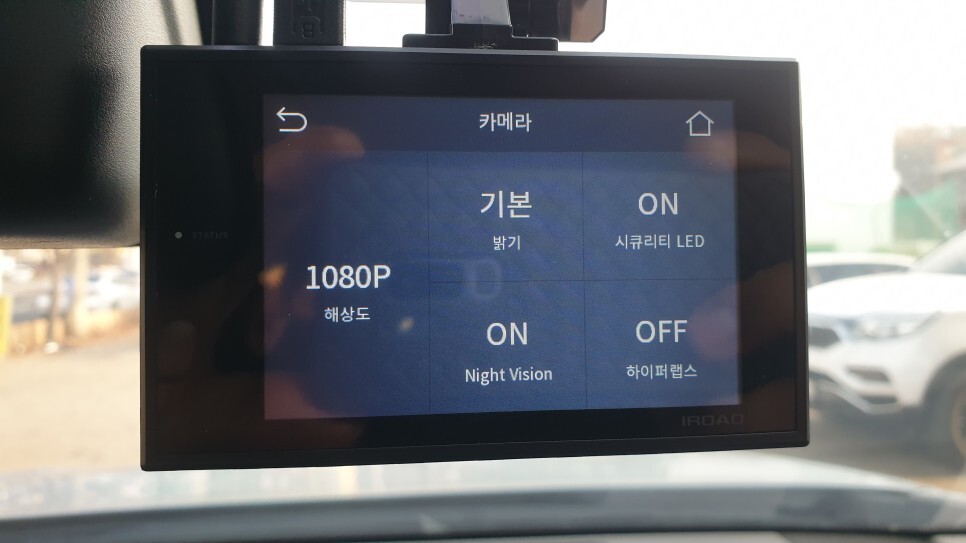 카메라
STATUS
1080P
해상도
기본
밝기
ON
시큐리티 LED
ON
Night Vision
OFF
하이퍼랩스
IROAD